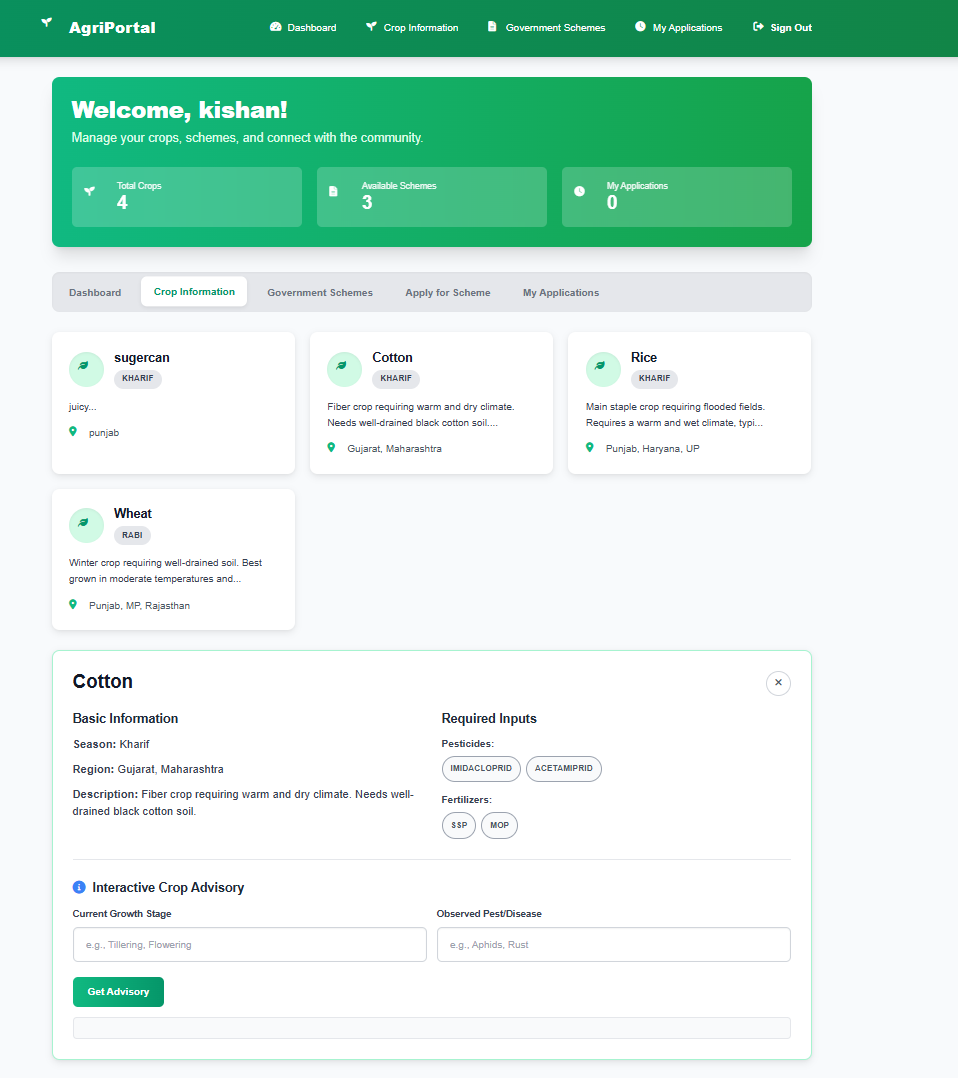 AgriPortal
Dashboard
Crop Information
Government Schemes
My Applications
Sign Out
Welcome, kishan!
Manage your crops, schemes, and connect with the community.
Total Crops
4
Available Schemes
3
My Applications
0
Dashboard
Crop Information
Government Schemes
Apply for Scheme
My Applications
sugercan
KHARIF
juicy...
punjab
Cotton
KHARIF
Fiber crop requiring warm and dry climate.
Needs well-drained black cotton soil....
Gujarat, Maharashtra
Rice
KHARIF
Main staple crop requiring flooded fields.
Requires a warm and wet climate, typi...
Punjab, Haryana, UP
Wheat
RABI
Winter crop requiring well-drained soil. Best
grown in moderate temperatures and...
Punjab, MP, Rajasthan
Cotton
Basic Information
Season: Kharif
Region: Gujarat, Maharashtra
Description: Fiber crop requiring warm and dry climate. Needs well-
drained black cotton soil.
Required Inputs
Pesticides:
IMIDACLOPRID
ACETAMIPRID
Fertilizers:
SSP
MOP
Interactive Crop Advisory
Current Growth Stage
e.g., Tillering, Flowering
Observed Pest/Disease
e.g., Aphids, Rust
Get Advisory